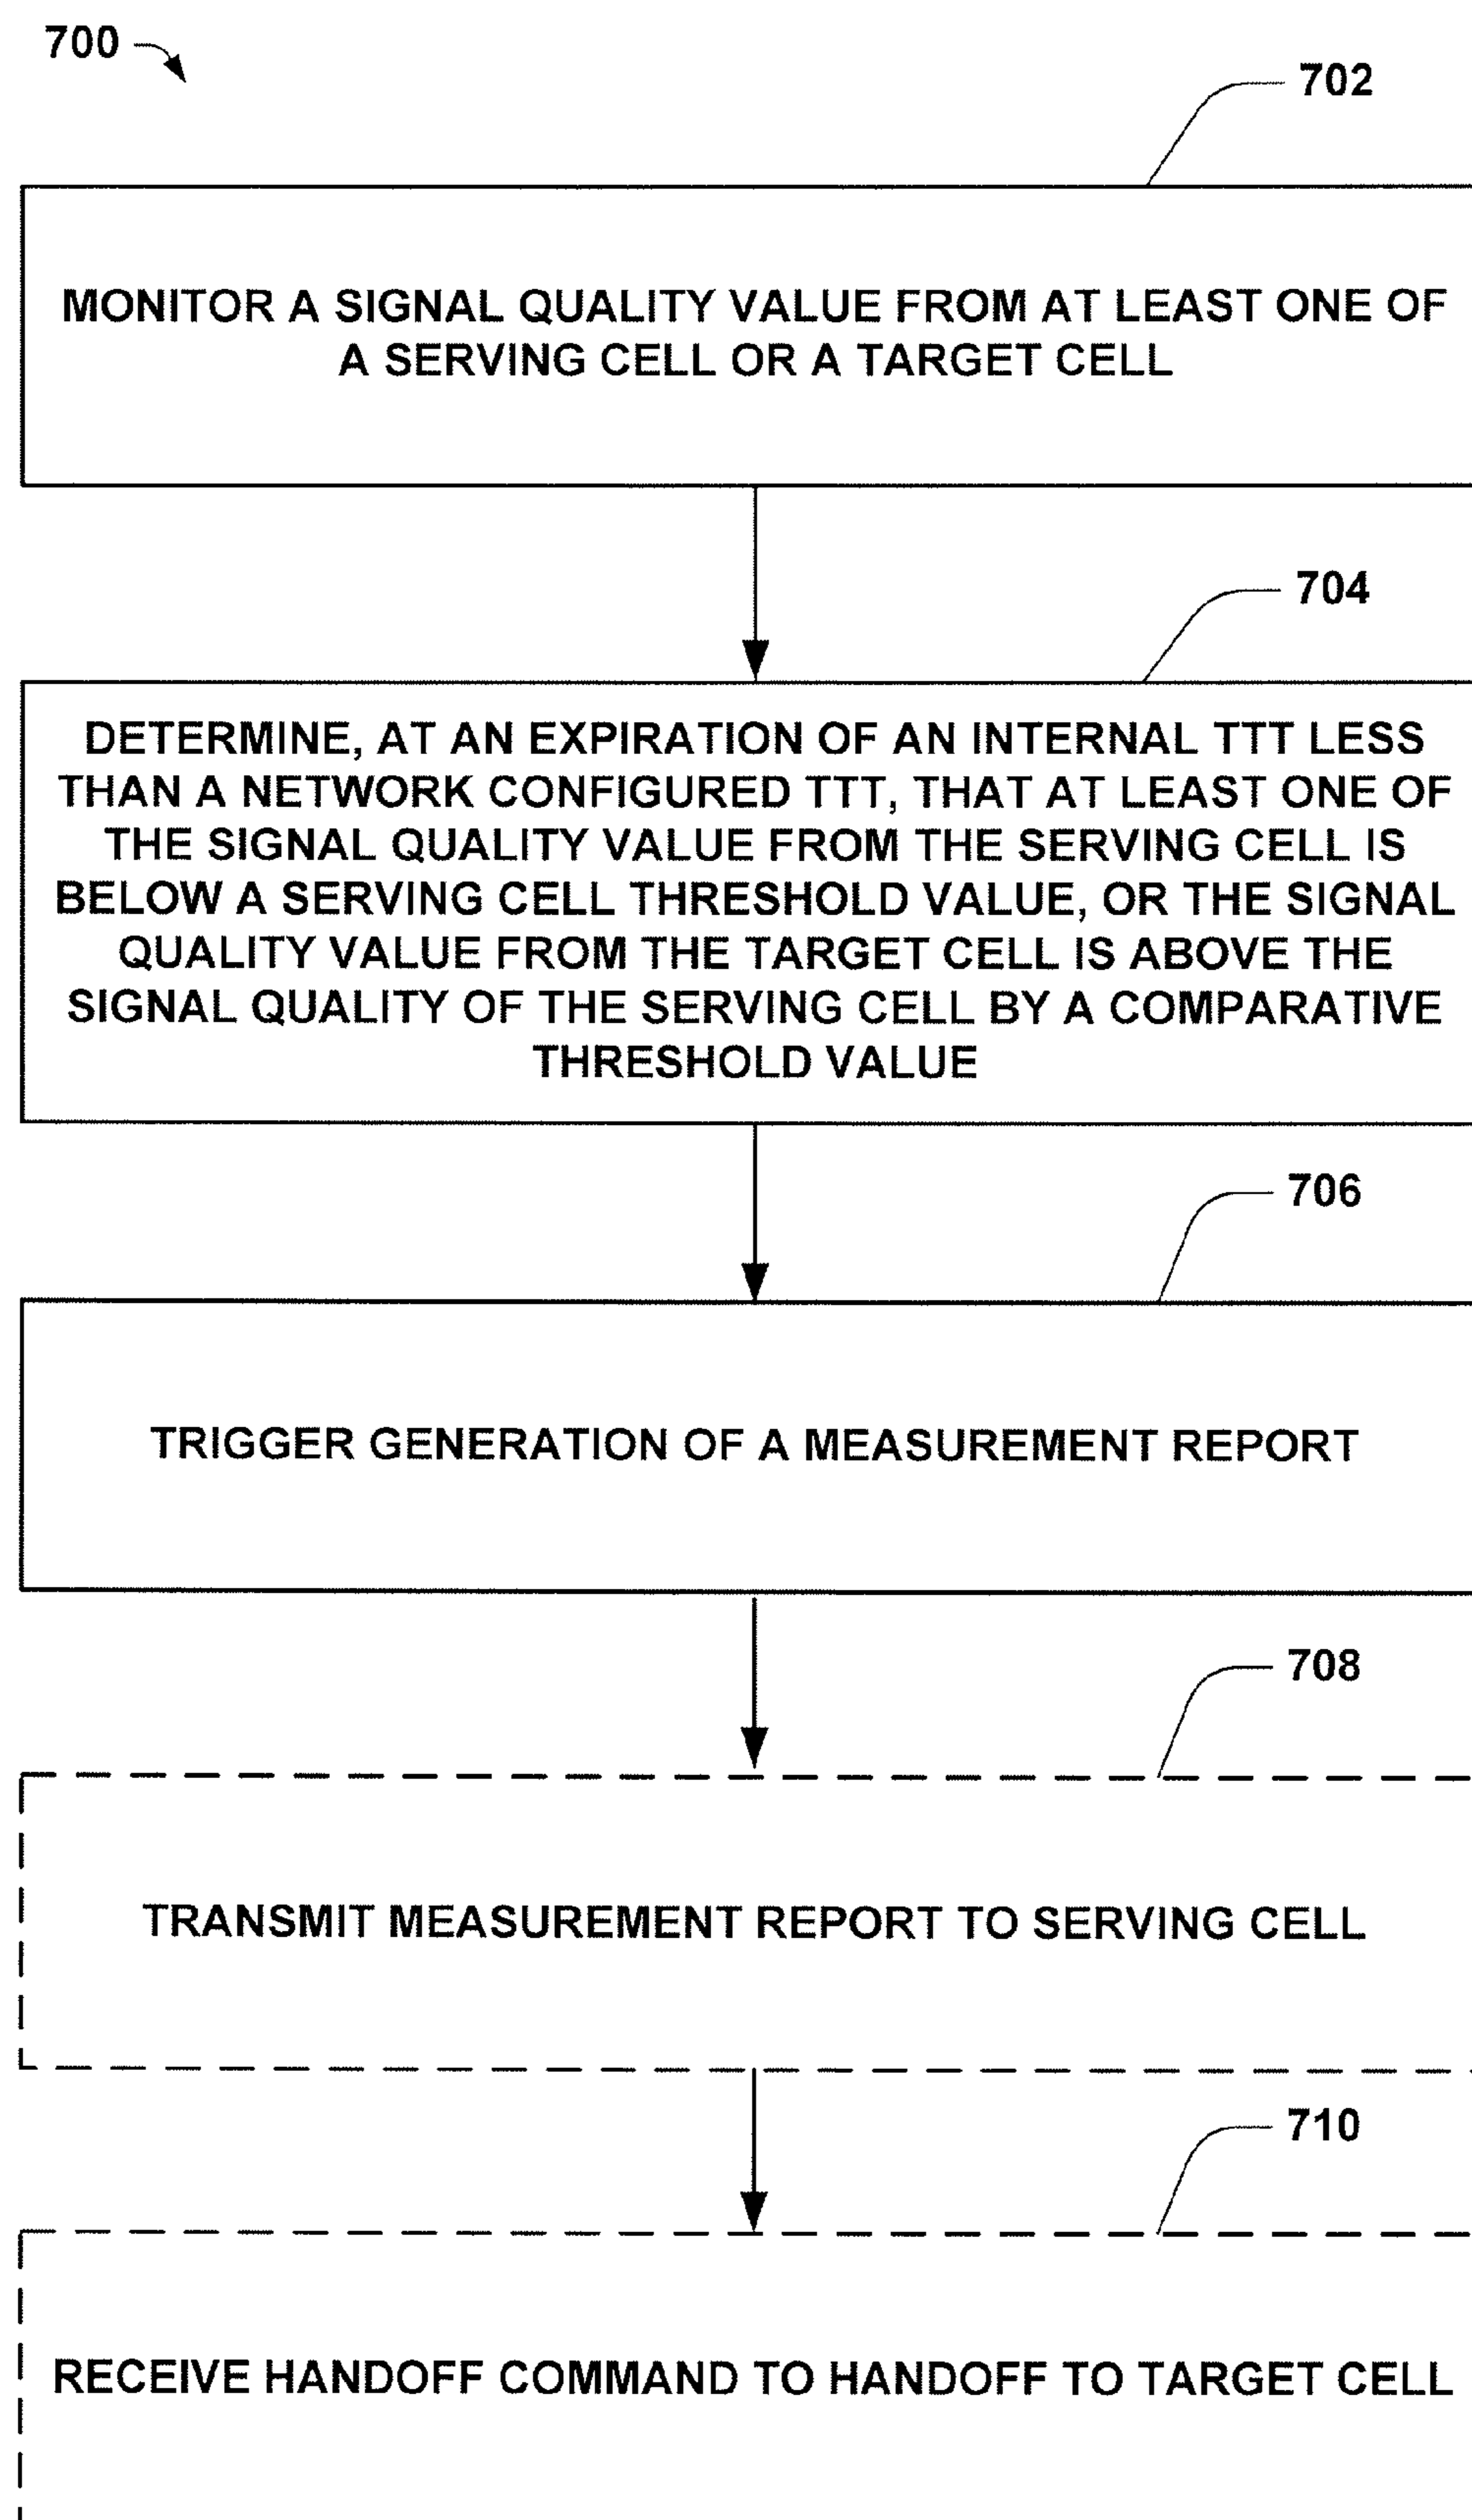 700
702
MONITOR A SIGNAL QUALITY VALUE FROM AT LEAST ONE OF
A SERVING CELL OR A TARGET CELL
704
DETERMINE, AT AN EXPIRATION OF AN INTERNAL TTT LESS
THAN A NETWORK CONFIGURED TTT, THAT AT LEAST ONE OF
THE SIGNAL QUALITY VALUE FROM THE SERVING CELL IS
BELOW A SERVING CELL THRESHOLD VALUE, OR THE SIGNAL
QUALITY VALUE FROM THE TARGET CELL IS ABOVE THE
SIGNAL QUALITY OF THE SERVING CELL BY A COMPARATIVE
THRESHOLD VALUE
706
TRIGGER GENERATION OF A MEASUREMENT REPORT
708
TRANSMIT MEASUREMENT REPORT TO SERVING CELL
710
RECEIVE HANDOFF COMMAND TO HANDOFF TO TARGET CELL